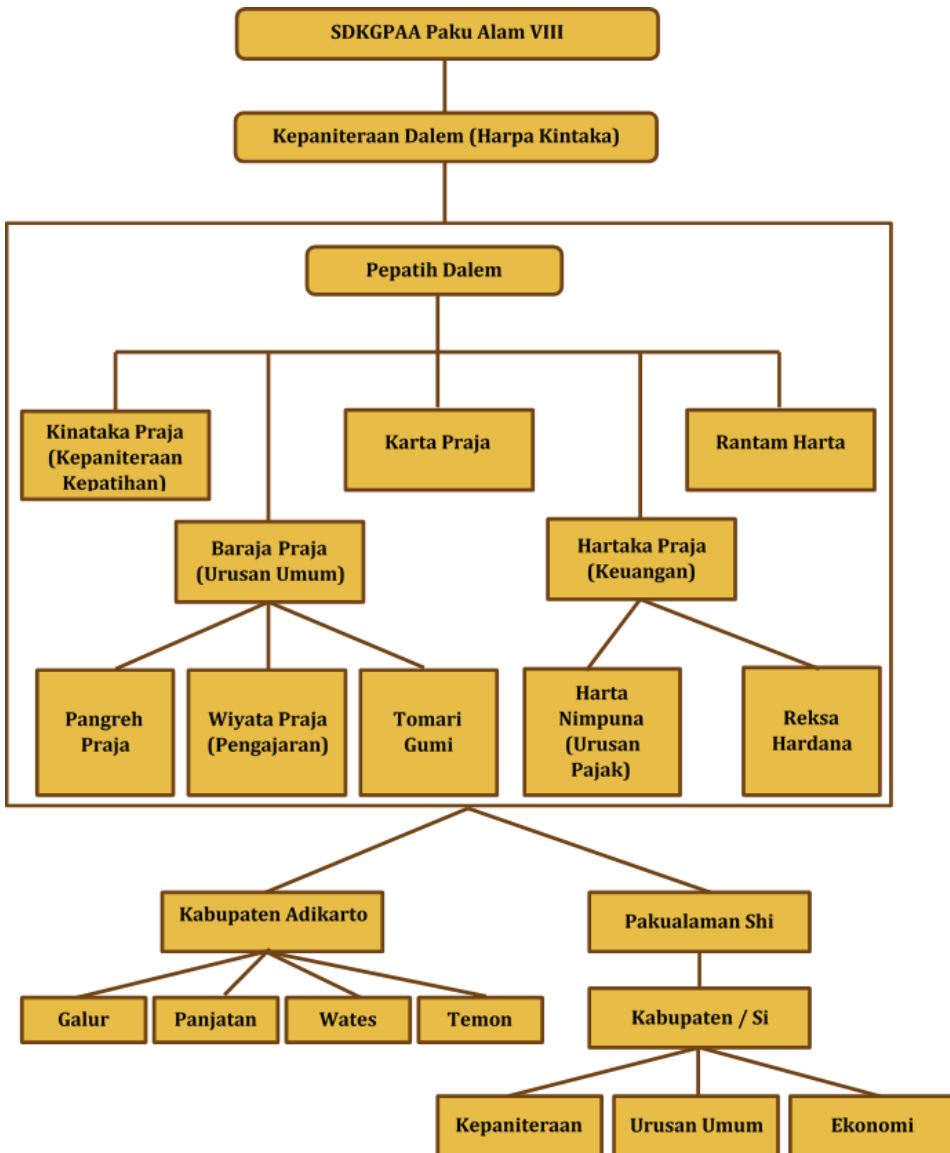 SDKGPAA Paku Alam VIII
Kepaniteraan Dalem (Harpa Kintaka)
Pepatih Dalem
Kinataka Praja
(Kepaniteraan
Kepatihan)
Karta Praja
Rantam Harta
Baraja Praja
(Urusan Umum)
Hartaka Praja
(Keuangan)
Pangreh
Praja
Wiyata Praja
(Pengajaran)
Tomari
Gumi
Harta
Nimpuna
(Urusan
Pajak)
Reksa
Hardana
Kabupaten Adikarto
Pakualaman Shi
Galur
Panjatan
Wates
Temon
Kabupaten / Si
Kepaniteraan
Urusan Umum
Ekonomi